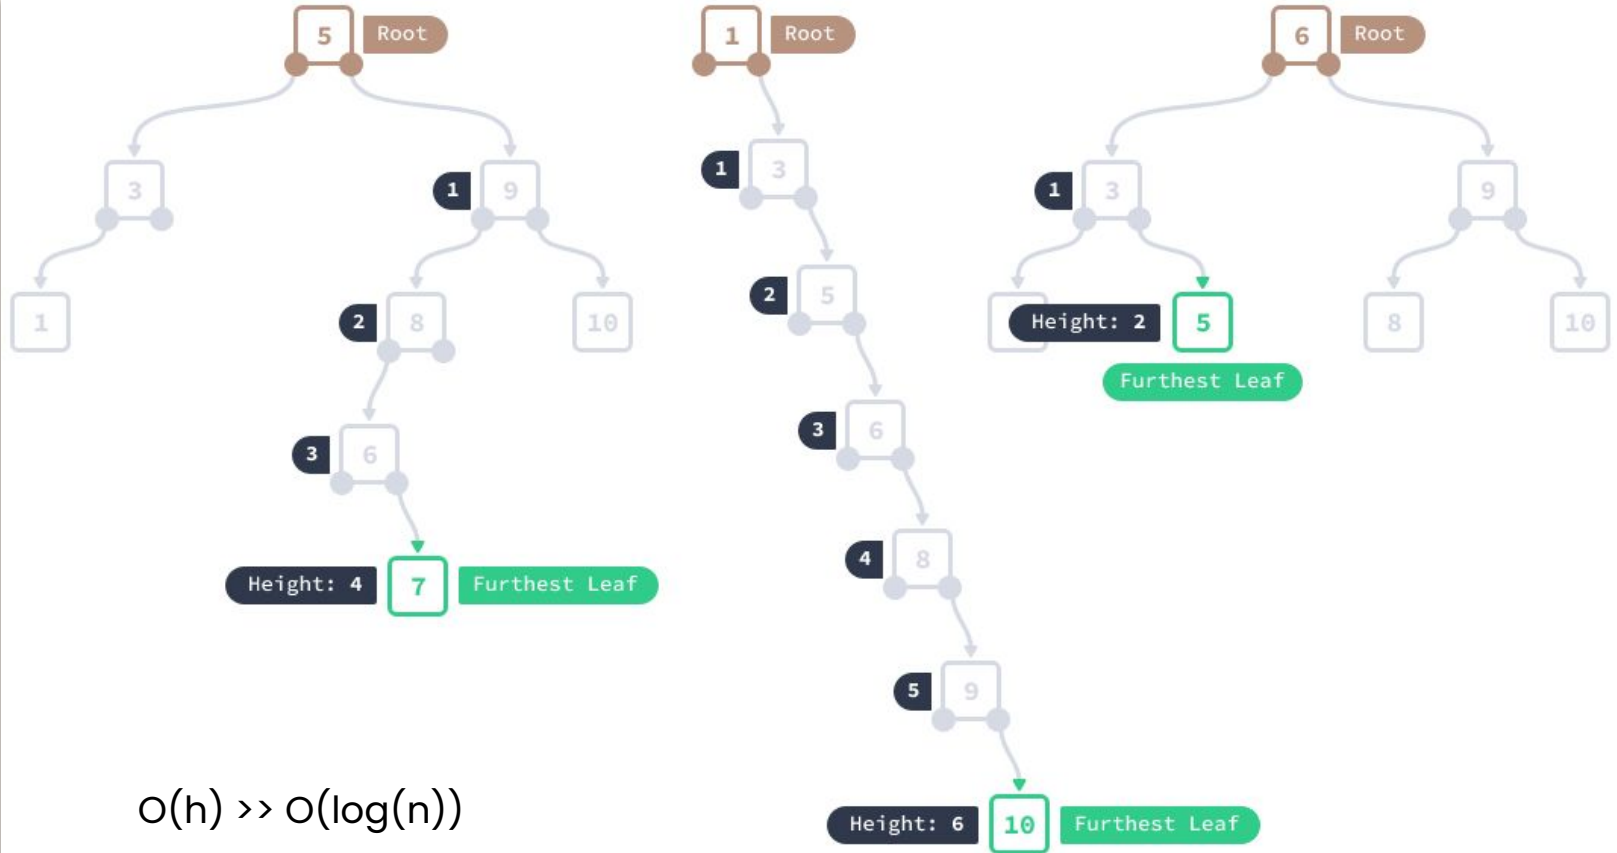 5 Root
3
1 9
1
2 8
10
3 6
Height: 4 7 Furthest Leaf
O(h) >> O(log(n))
1 Root
1 3
2 5
3 6
4 8
5 9
Height: 6 10 Furthest Leaf
6 Root
1 3
9
Height: 2 5
8
10
Furthest Leaf